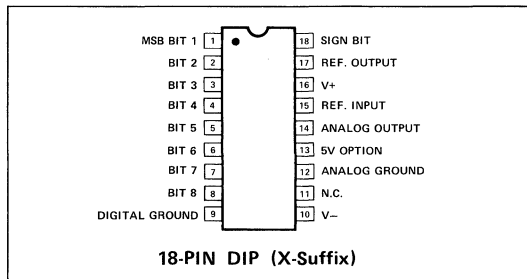 MSB BIT 1 1 18 SIGN BIT
BIT 2 2 17 REF. OUTPUT
BIT 3 3 16 V+
BIT 4 4 15 REF. INPUT
BIT 5 5 14 ANALOG OUTPUT
BIT 6 6 13 5V OPTION
BIT 7 7 12 ANALOG GROUND
BIT 8 8 11 N.C.
DIGITAL GROUND 9 10 V−
18-PIN DIP (X-Suffix)